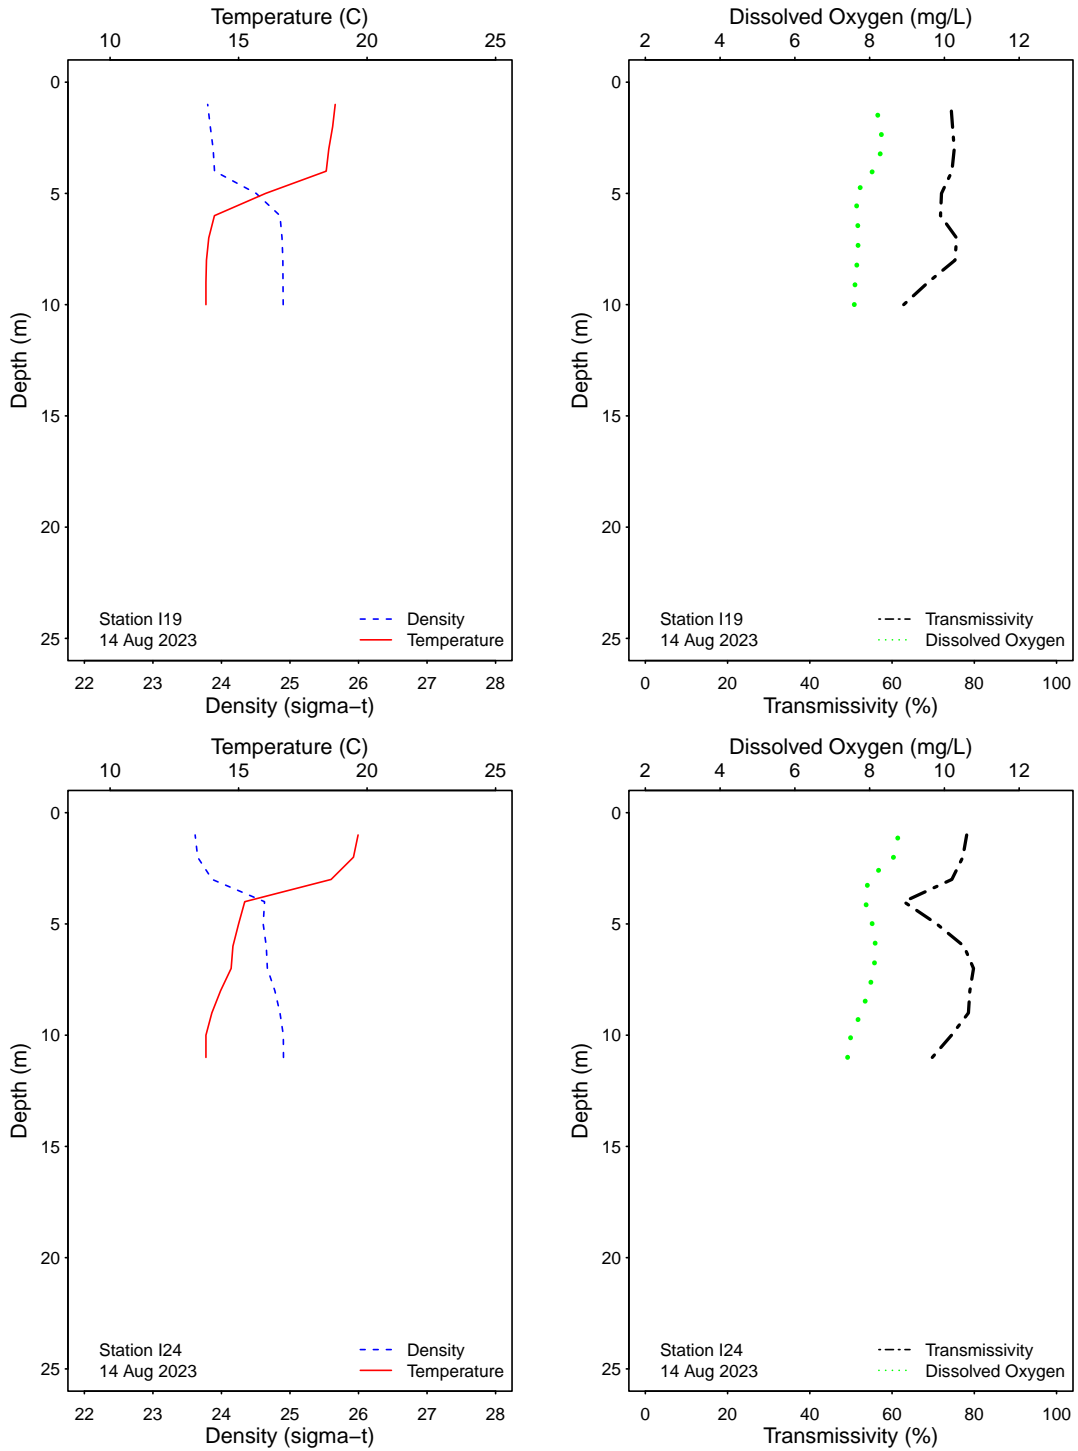 Temperature (C)
10 15 20 25
0
5
10
15
20
25
Depth (m)
Station I19
14 Aug 2023
Density
Temperature
22 23 24 25 26 27 28
Density (sigma−t)
Dissolved Oxygen (mg/L)
2 4 6 8 10 12
0
5
10
15
20
25
Depth (m)
Station I19
14 Aug 2023
Transmissivity
Dissolved Oxygen
0 20 40 60 80 100
Transmissivity (%)
Temperature (C)
10 15 20 25
0
5
10
15
20
25
Depth (m)
Station I24
14 Aug 2023
Density
Temperature
22 23 24 25 26 27 28
Density (sigma−t)
Dissolved Oxygen (mg/L)
2 4 6 8 10 12
0
5
10
15
20
25
Depth (m)
Station I24
14 Aug 2023
Transmissivity
Dissolved Oxygen
0 20 40 60 80 100
Transmissivity (%)